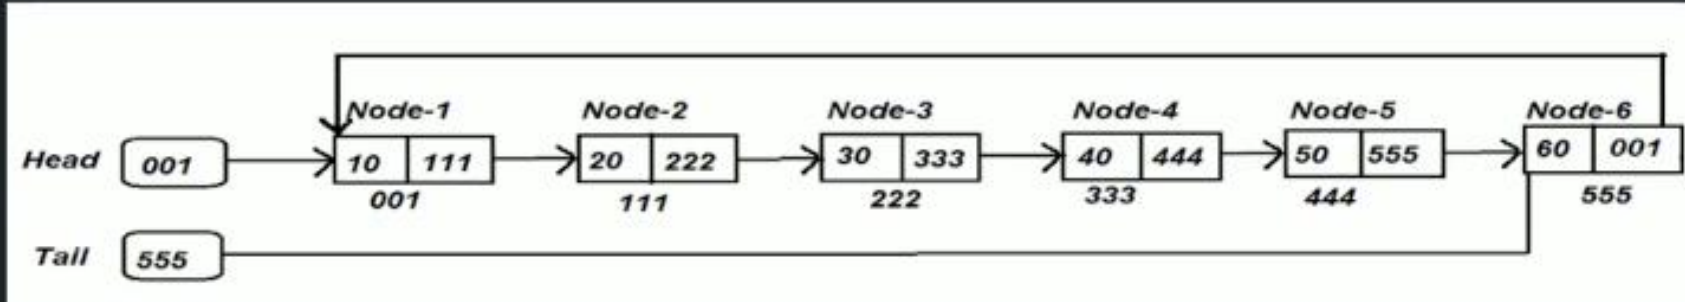 Node-1 Node-2 Node-3 Node-4 Node-5 Node-6
Head 001 10 111 20 222 30 333 40 444 50 555 60 001
001 111 222 333 444 555
Tail 555